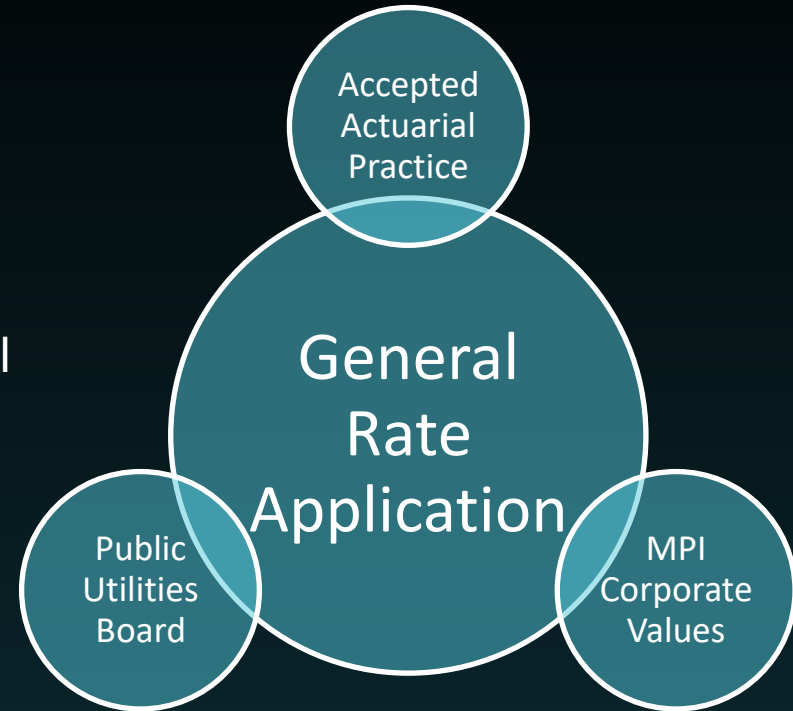 Accepted
Actuarial
Practice
General
Rate
Application
Public
Utilities
Board
MPI
Corporate
Values